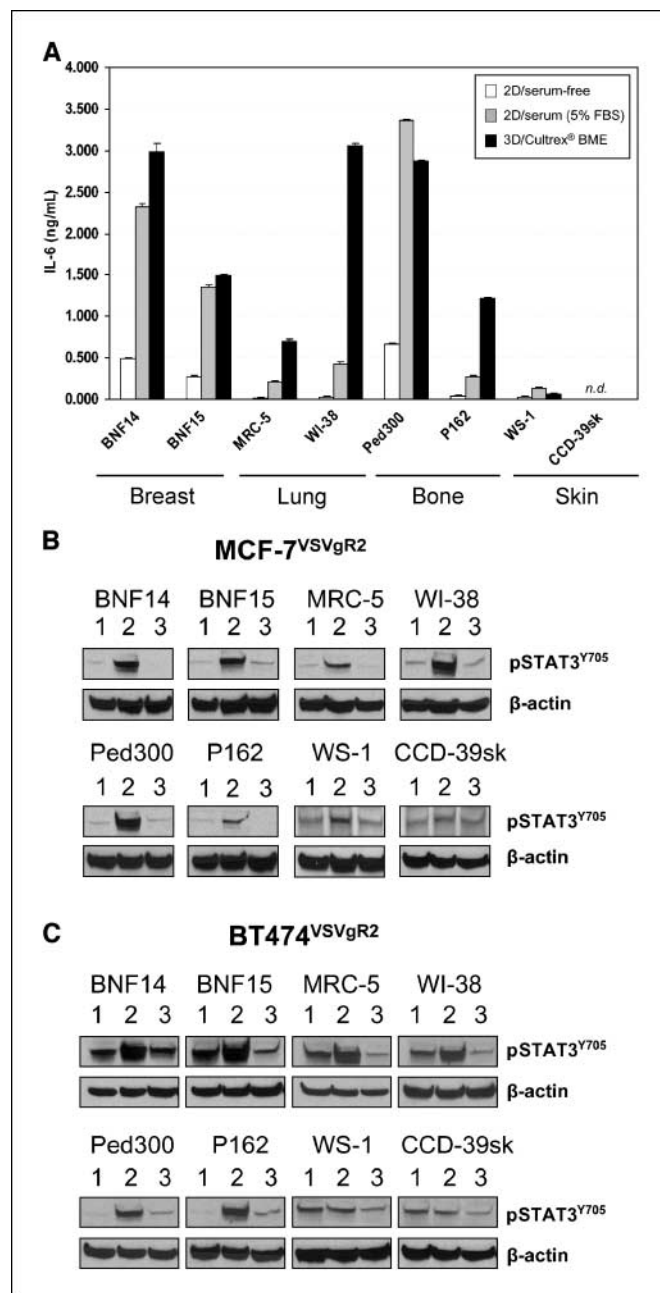 A
4.000
3.500
3.000
2.500
2.000
1.500
1.000
0.500
0.000
IL-6 (ng/mL)
2D/serum-free
2D/serum (5% FBS)
3D/Cultrex® BME
n.d.
BNF14 BNF15 MRC-5 WI-38 Ped300 P162 WS-1 CCD-39sk
Breast Lung Bone Skin
B
MCF-7VSVgR2
BNF14 BNF15 MRC-5 WI-38
1 2 3 1 2 3 1 2 3 1 2 3
pSTAT3Y705
β-actin
Ped300 P162 WS-1 CCD-39sk
1 2 3 1 2 3 1 2 3 1 2 3
pSTAT3Y705
β-actin
C
BT474VSVgR2
BNF14 BNF15 MRC-5 WI-38
1 2 3 1 2 3 1 2 3 1 2 3
pSTAT3Y705
β-actin
Ped300 P162 WS-1 CCD-39sk
1 2 3 1 2 3 1 2 3 1 2 3
pSTAT3Y705
β-actin